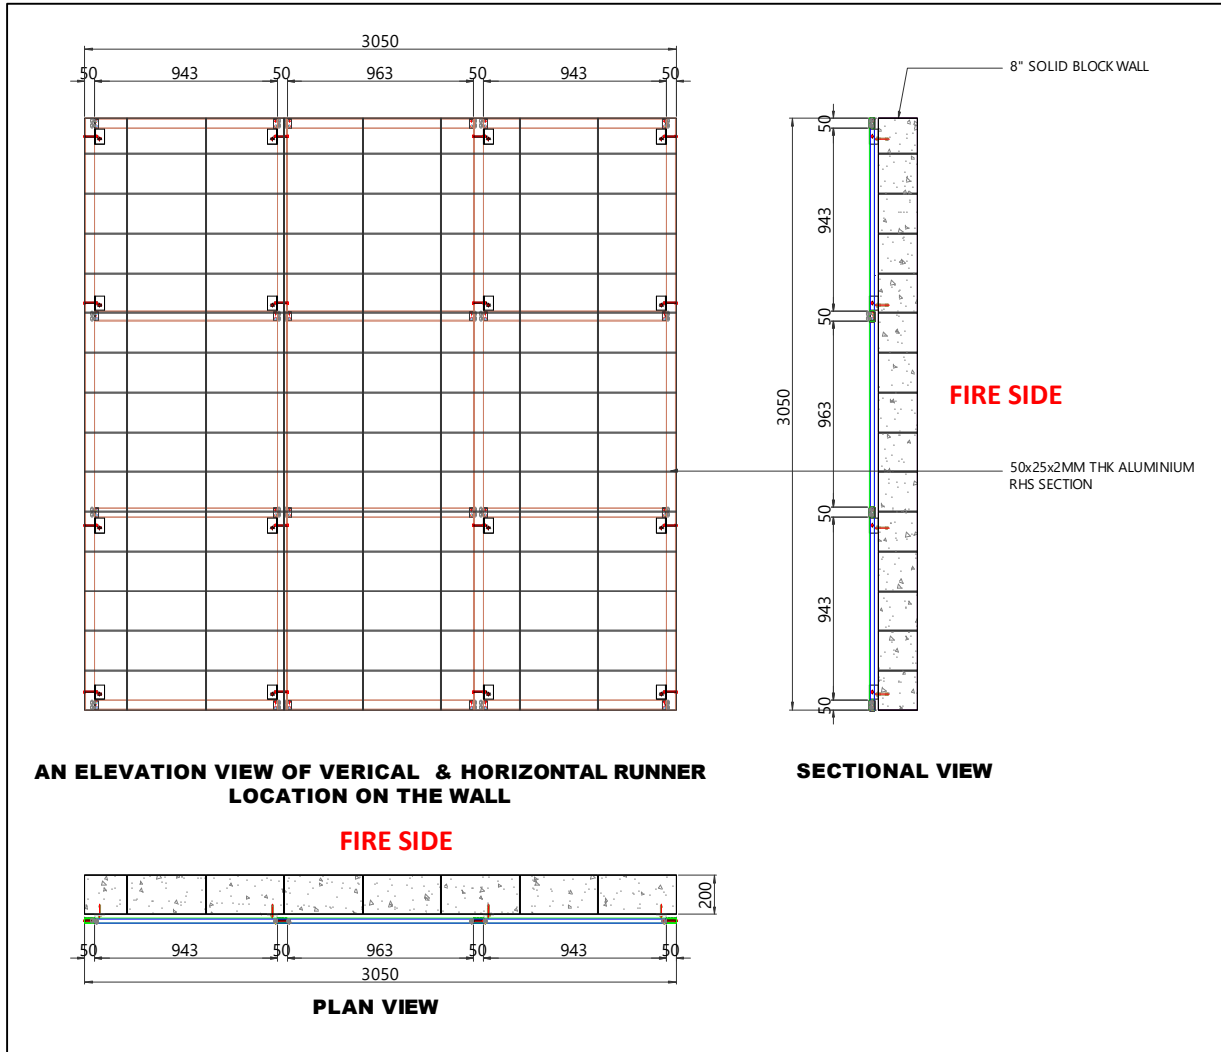 3050
50 943 50 963 50 943 50
8" SOLID BLOCK WALL
50
943
50
3050
963
50
943
50
FIRE SIDE
50x25x2MM THK ALUMINIUM
RHS SECTION
AN ELEVATION VIEW OF VERICAL & HORIZONTAL RUNNER
LOCATION ON THE WALL
SECTIONAL VIEW
FIRE SIDE
200
50 943 50 963 50 943 50
3050
PLAN VIEW